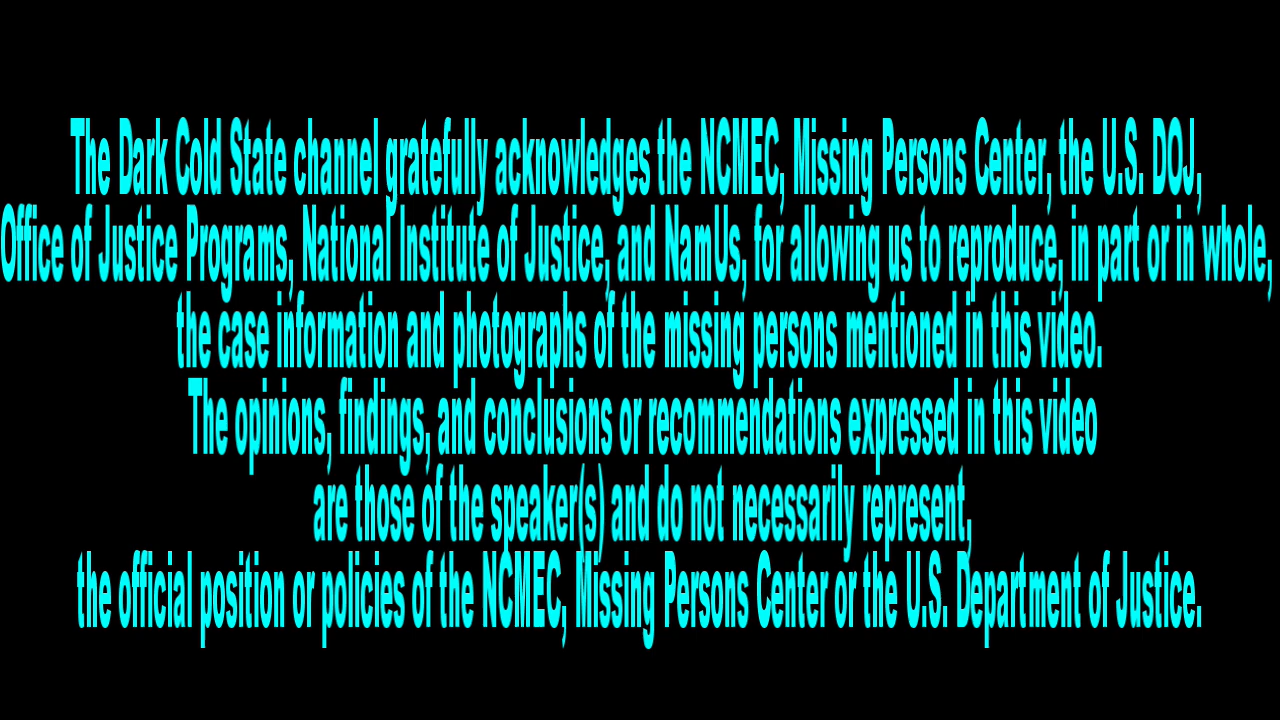 The Dark Cold State channel gratefully acknowledges the NCMEC, Missing Persons Center, the U.S. DOJ,
Office of Justice Programs, National Institute of Justice, and NamUs, for allowing us to reproduce, in part or in whole,
the case information and photographs of the missing persons mentioned in this video.
The opinions, findings, and conclusions or recommendations expressed in this video
are those of the speaker(s) and do not necessarily represent,
the official position or policies of the NCMEC, Missing Persons Center or the U.S. Department of Justice.